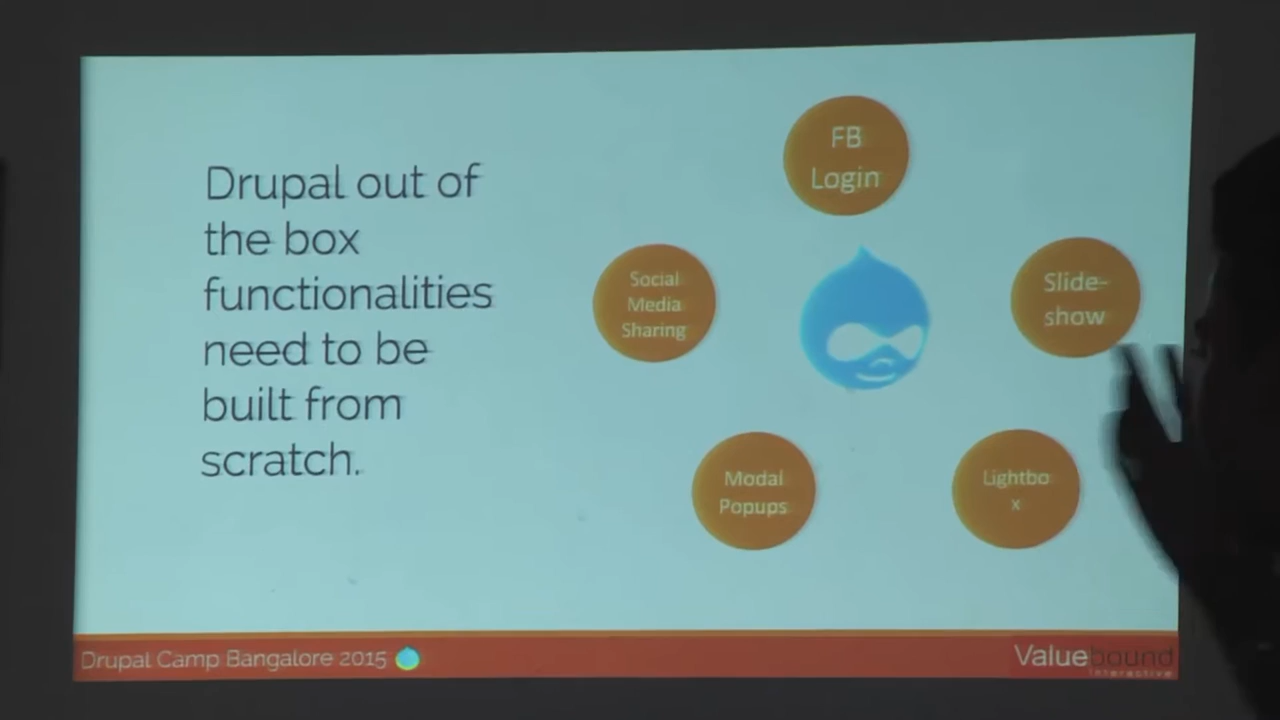 Drupal out of
the box
functionalities
need to be
built from
scratch.
FB
Login
Social
Media
Sharing
Slide-
show
Modal
Popups
Lightbo
x
Drupal Camp Bangalore 2015
Valuebound
interactive